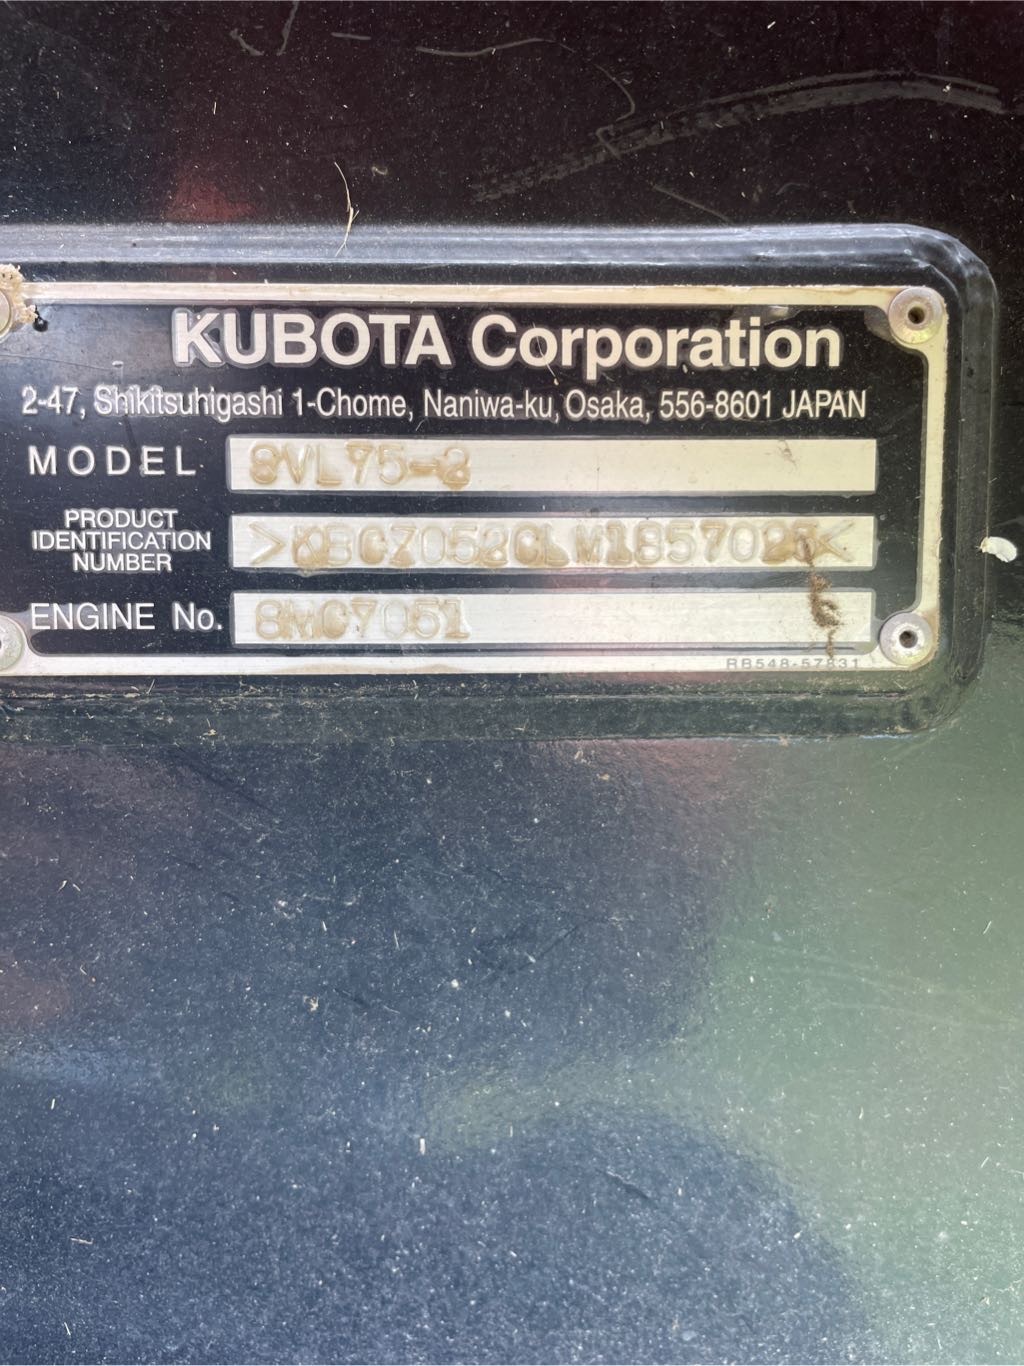 KUBOTA Corporation
2-47, Shikitsuhigashi 1-Chome, Naniwa-ku, Osaka, 556-8601 JAPAN
MODEL SVL75-2
PRODUCT
IDENTIFICATION
NUMBER
ENGINE No. 8MC7051
RB548-57831